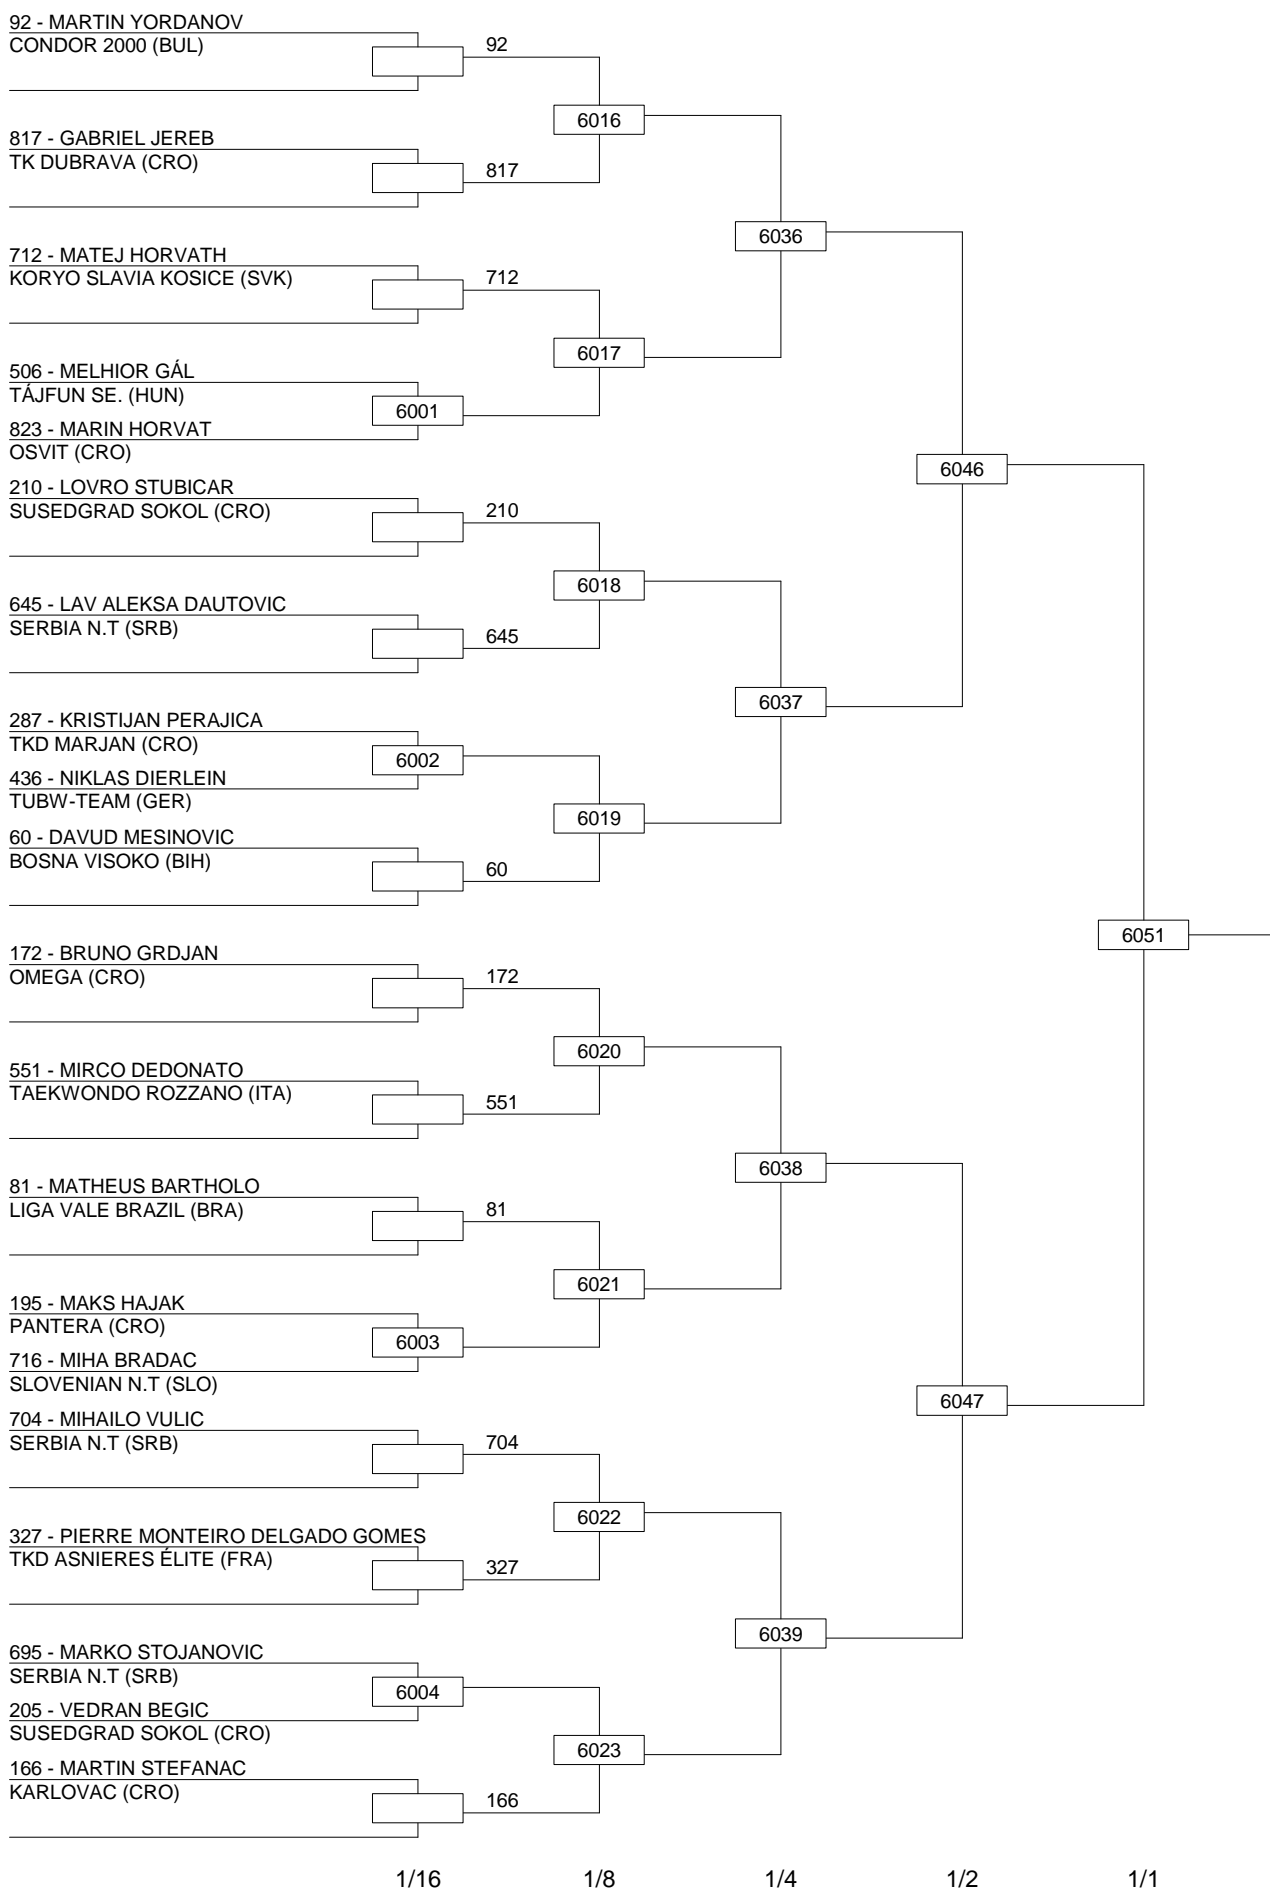 92 - MARTIN YORDANOV
CONDOR 2000 (BUL)
92
6016
817 - GABRIEL JEREB
TK DUBRAVA (CRO)
817
6036
712 - MATEJ HORVATH
KORYO SLAVIA KOSICE (SVK)
712
6017
506 - MELHIOR GÁL
TÁJFUN SE. (HUN)
6001
823 - MARIN HORVAT
OSVIT (CRO)
6046
210 - LOVRO STUBICAR
SUSEDGRAD SOKOL (CRO)
210
6018
645 - LAV ALEKSA DAUTOVIC
SERBIA N.T (SRB)
645
6037
287 - KRISTIJAN PERAJICA
TKD MARJAN (CRO)
6002
436 - NIKLAS DIERLEIN
TUBW-TEAM (GER)
6019
60 - DAVUD MESINOVIC
BOSNA VISOKO (BIH)
60
6051
172 - BRUNO GRDJAN
OMEGA (CRO)
172
6020
551 - MIRCO DEDONATO
TAEKWONDO ROZZANO (ITA)
551
6038
81 - MATHEUS BARTHOLO
LIGA VALE BRAZIL (BRA)
81
6021
195 - MAKS HAJAK
PANTERA (CRO)
6003
716 - MIHA BRADAC
SLOVENIAN N.T (SLO)
6047
704 - MIHAILO VULIC
SERBIA N.T (SRB)
704
6022
327 - PIERRE MONTEIRO DELGADO GOMES
TKD ASNIERES ÉLITE (FRA)
327
6039
695 - MARKO STOJANOVIC
SERBIA N.T (SRB)
6004
205 - VEDRAN BEGIC
SUSEDGRAD SOKOL (CRO)
6023
166 - MARTIN STEFANAC
KARLOVAC (CRO)
166
1/16 1/8 1/4 1/2 1/1